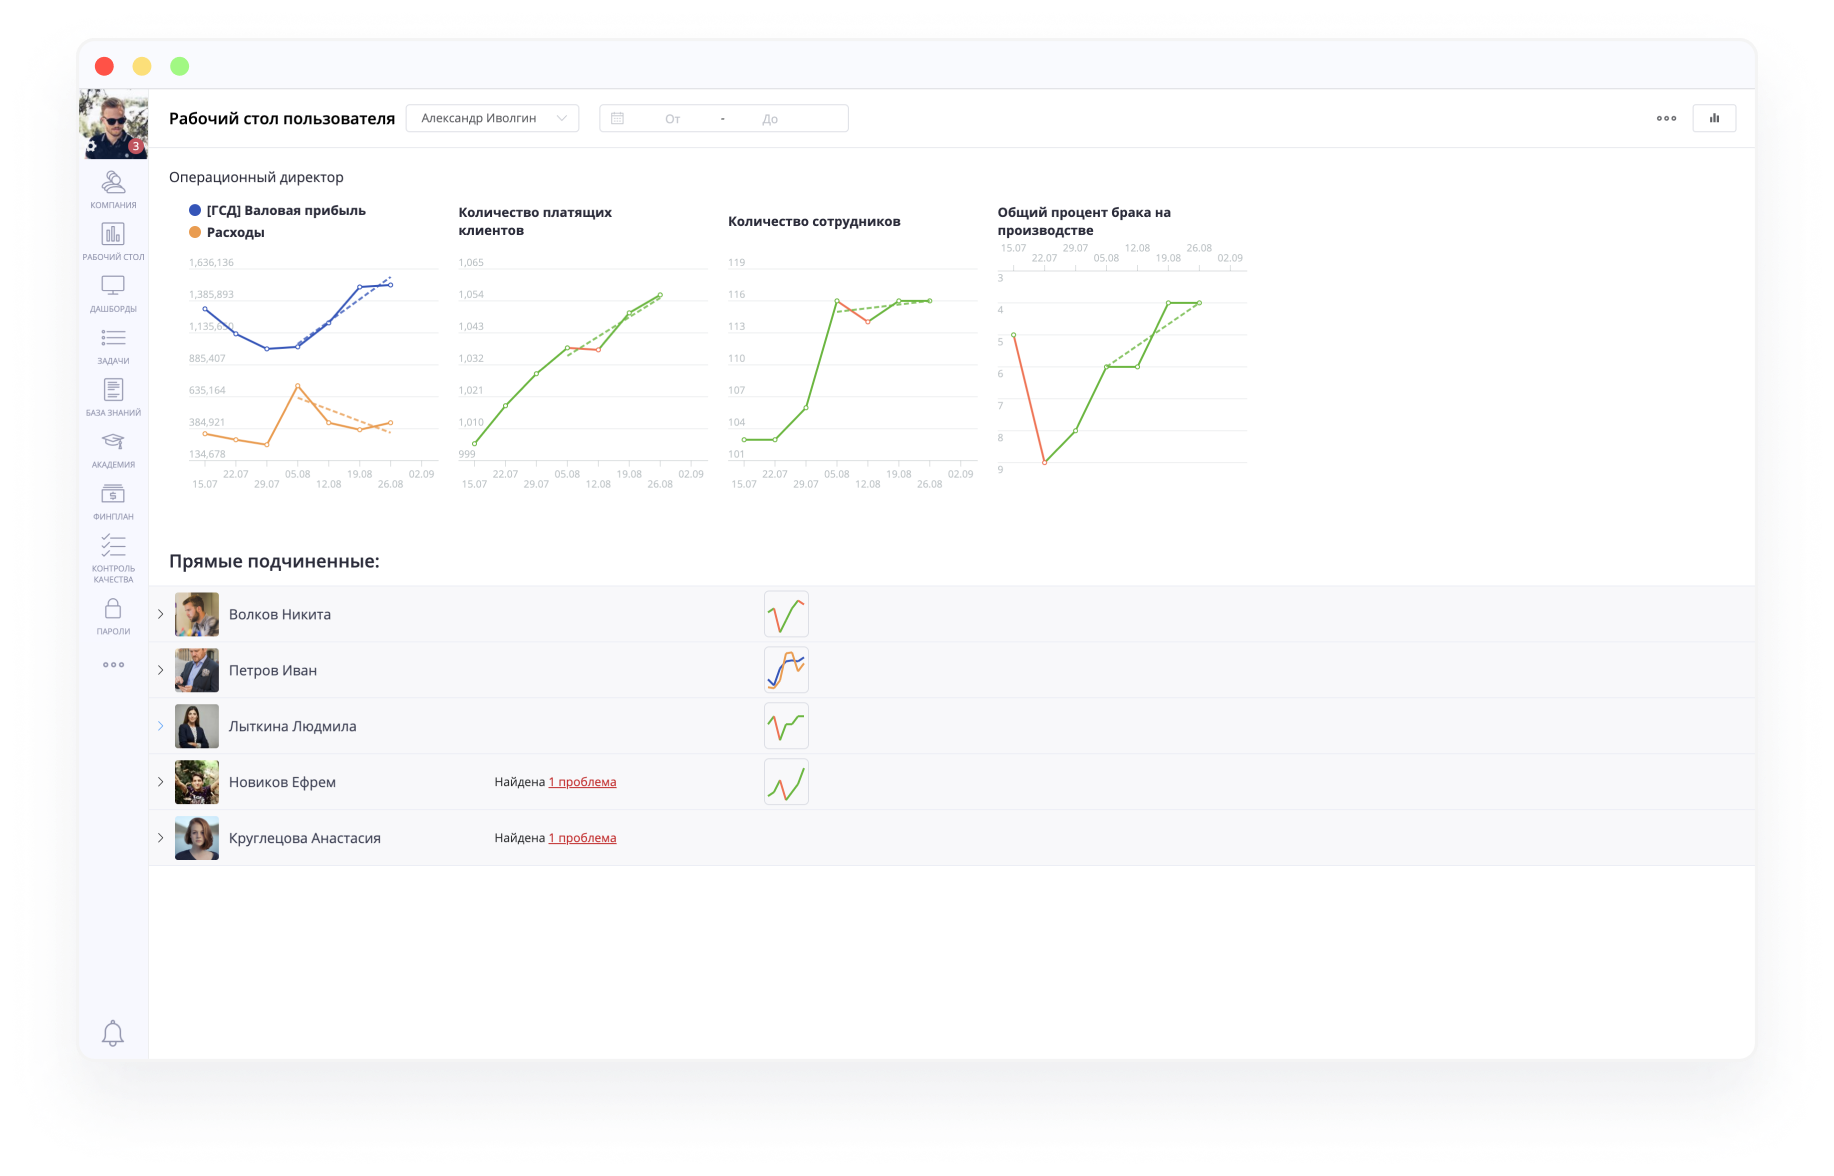 Рабочий стол пользователя
Александр Иволгин
От - До
3
КОМПАНИЯ
РАБОЧИЙ СТОЛ
ДАШБОРДЫ
ЗАДАЧИ
БАЗА ЗНАНИЙ
АКАДЕМИЯ
ФИНПЛАН
КОНТРОЛЬ
КАЧЕСТВА
ПАРОЛИ
Операционный директор
[ГСД] Валовая прибыль
Расходы
1,636,136
1,385,893
1,135,650
885,407
635,164
384,921
134,678
22.07 05.08 19.08 02.09
15.07 29.07 12.08 26.08
Количество платящих
клиентов
1,065
1,054
1,043
1,032
1,021
1,010
999
22.07 05.08 19.08 02.09
15.07 29.07 12.08 26.08
Количество сотрудников
119
116
113
110
107
104
101
22.07 05.08 19.08 02.09
15.07 29.07 12.08 26.08
Общий процент брака на
производстве
15.07 29.07 12.08 26.08
22.07 05.08 19.08 02.09
3
4
5
6
7
8
9
Прямые подчиненные:
Волков Никита
Петров Иван
Лыткина Людмила
Новиков Ефрем Найдена 1 проблема
Круглецова Анастасия Найдена 1 проблема